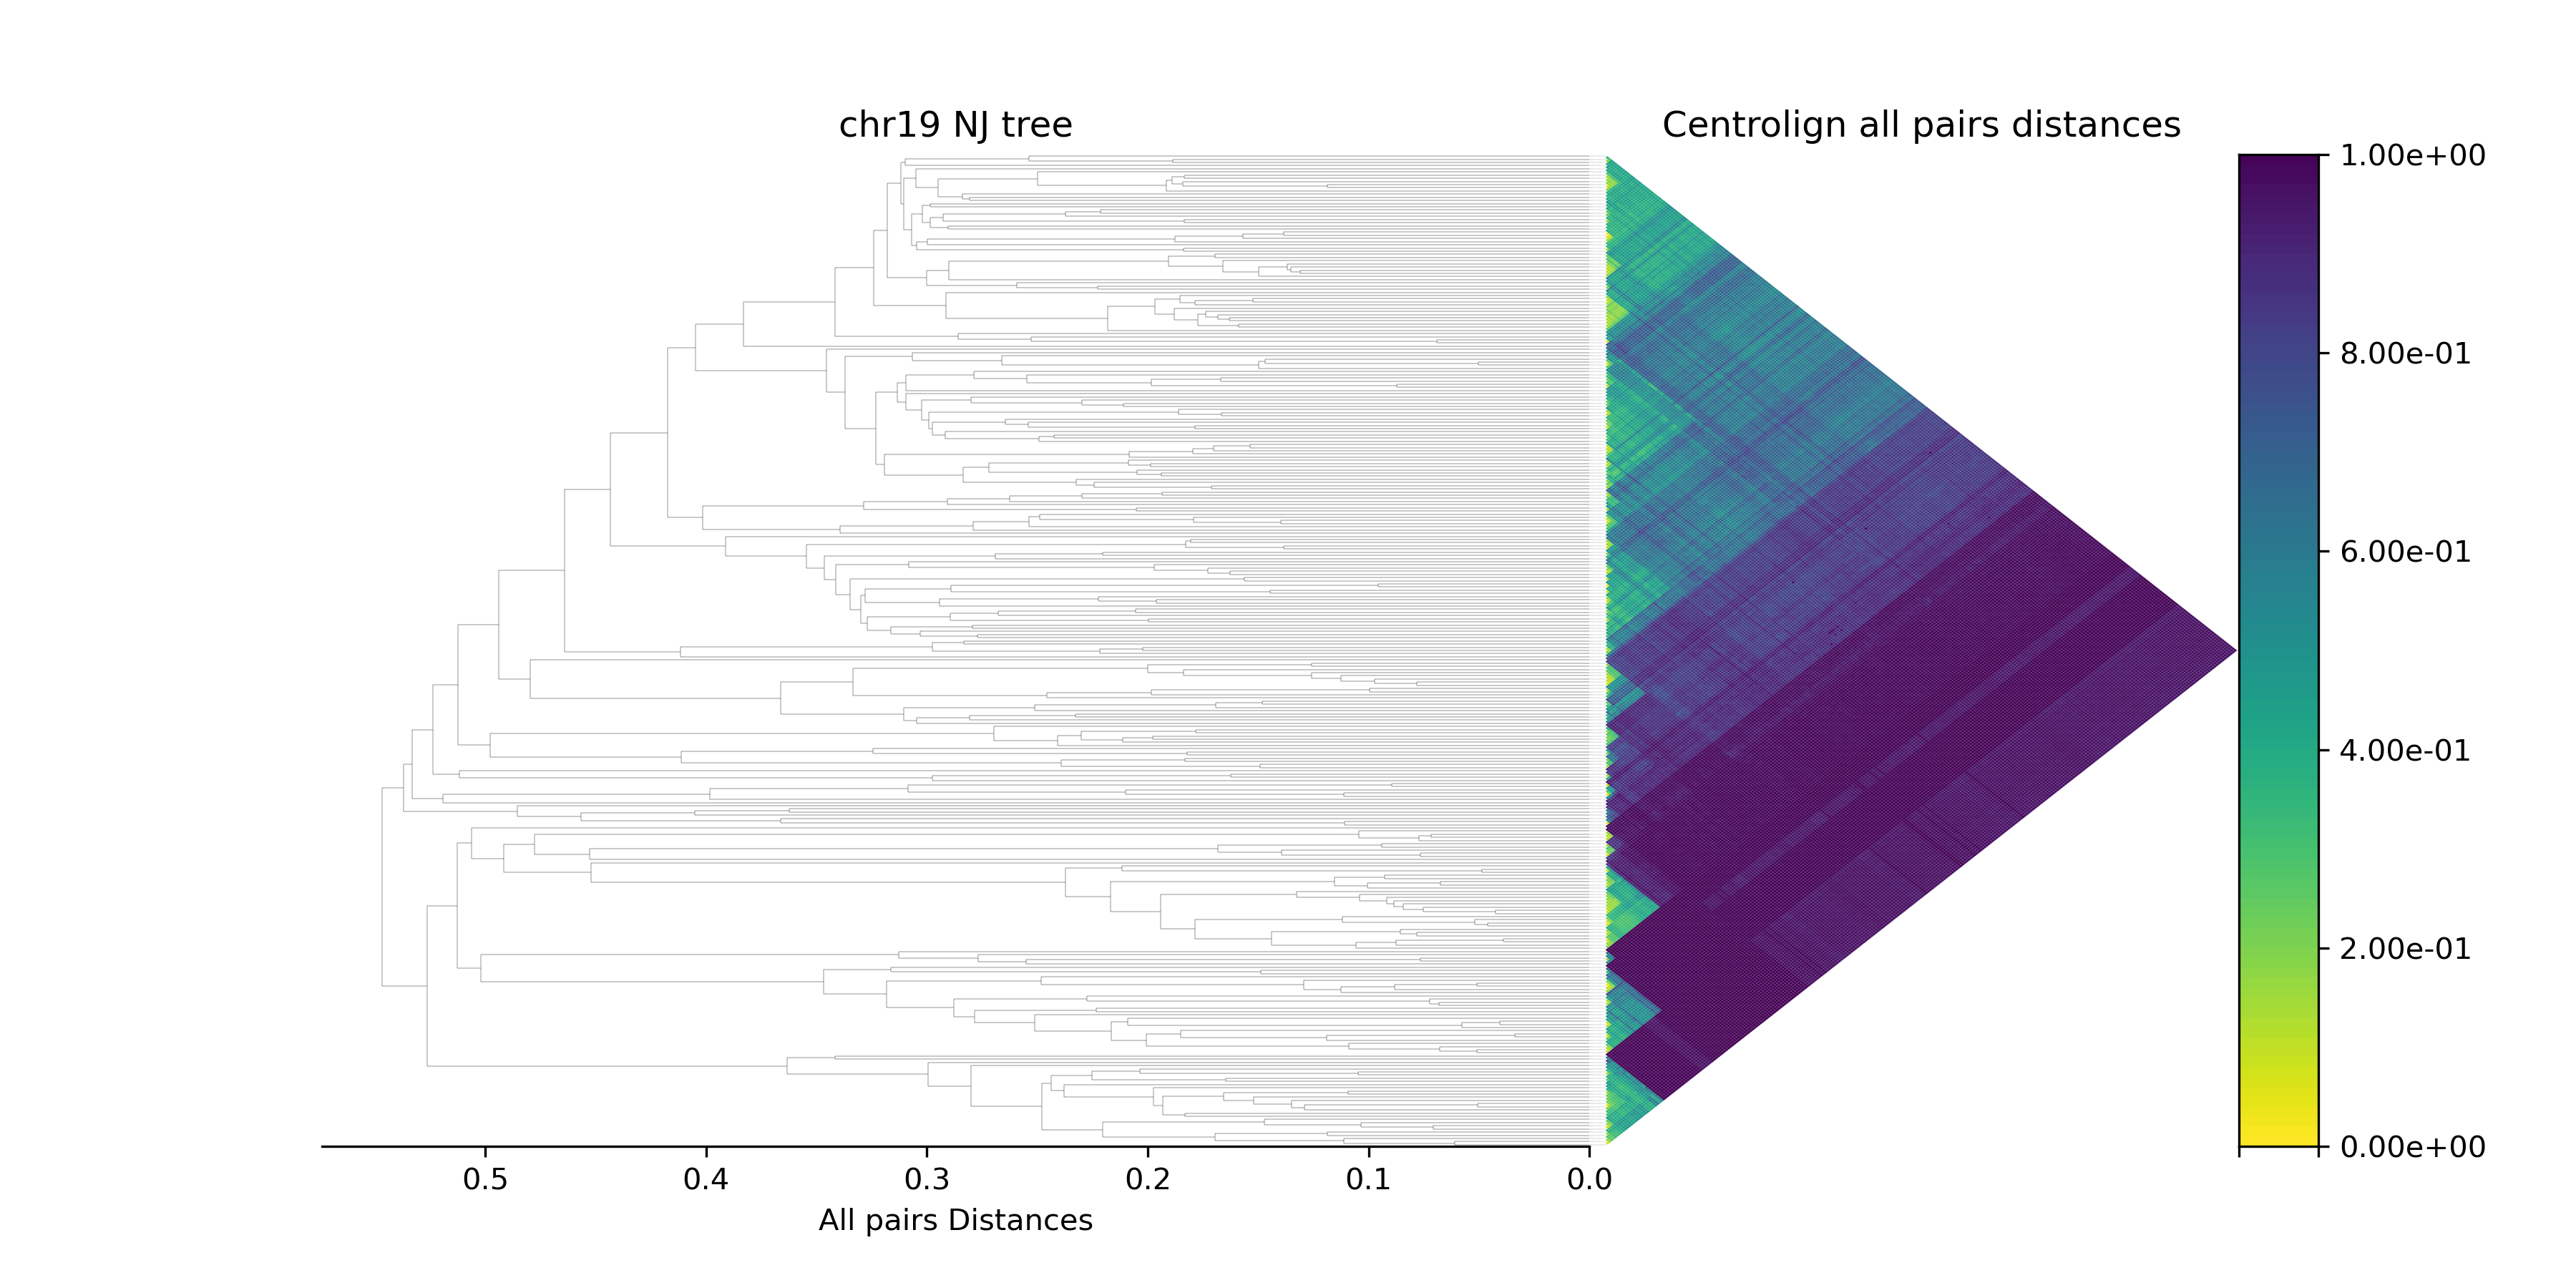 chr19 NJ tree
Centrolign all pairs distances
1.00e+00
8.00e-01
6.00e-01
4.00e-01
2.00e-01
0.00e+00
0.5 0.4 0.3 0.2 0.1 0.0
All pairs Distances